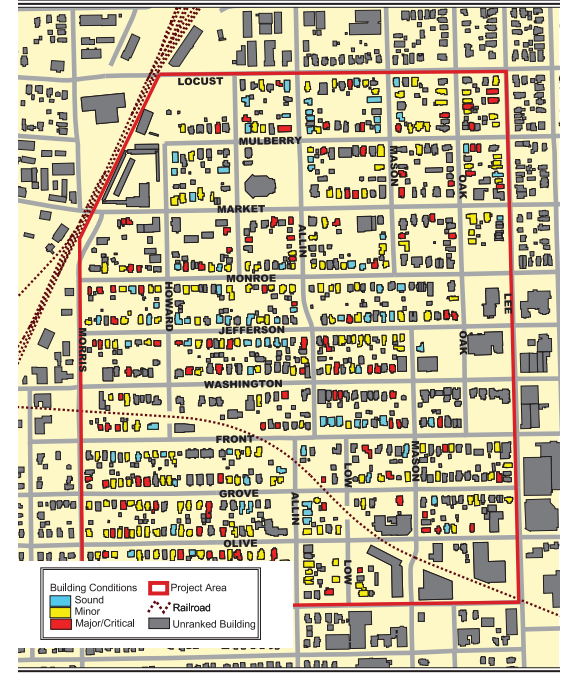 LOCUST
MULBERRY
MASON
OAK
MARKET
ALLIN
MONROE
HOWARD
LEE
JEFFERSON
MORRIS
OAK
WASHINGTON
FRONT
MASON
LOW
GROVE
ALLIN
OLIVE
LOW
Building Conditions
Project Area
Sound
Minor
Railroad
Major/Critical
Unranked Building